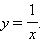 y = 1/x.